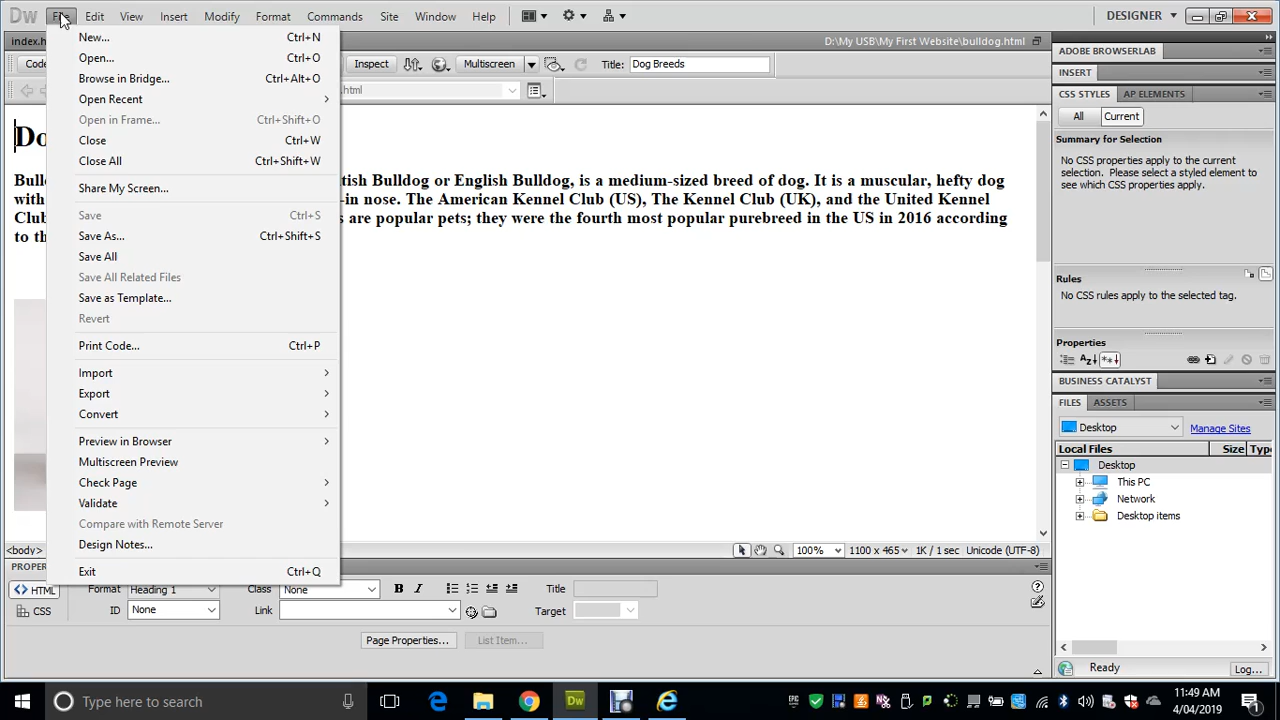 Dw File Edit View Insert Modify Format Commands Site Window Help DESIGNER
index.h D:\My USB\My First Website\bulldog.html
Code Inspect Multiscreen Title: Dog Breeds
.html
New... Ctrl+N
Open... Ctrl+O
Browse in Bridge... Ctrl+Alt+O
Open Recent
Open in Frame... Ctrl+Shift+O
Close Ctrl+W
Close All Ctrl+Shift+W
Share My Screen...
Save Ctrl+S
Save As... Ctrl+Shift+S
Save All
Save All Related Files
Save as Template...
Revert
Print Code... Ctrl+P
Import
Export
Convert
Preview in Browser
Multiscreen Preview
Check Page
Validate
Compare with Remote Server
Design Notes...
Exit Ctrl+Q
Do
Bull tish Bulldog or English Bulldog, is a medium-sized breed of dog. It is a muscular, hefty dog
with -in nose. The American Kennel Club (US), The Kennel Club (UK), and the United Kennel
Club s are popular pets; they were the fourth most popular purebreed in the US in 2016 according
to th
ADOBE BROWSERLAB
INSERT
CSS STYLES AP ELEMENTS
All Current
Summary for Selection
No CSS properties apply to the current
selection. Please select a styled element
to see which CSS properties apply.
Rules
No CSS rules apply to the selected tag.
Properties
BUSINESS CATALYST
FILES ASSETS
Desktop Manage Sites
Local Files Size Type
Desktop
This PC
Network
Desktop items
Ready Log...
<body> 100% 1100 x 465 1K / 1 sec Unicode (UTF-8)
PROPE
<> HTML Format Heading 1 Class None B I Title
CSS ID None Link Target
Page Properties... List Item...
Type here to search
11:49 AM
4/04/2019